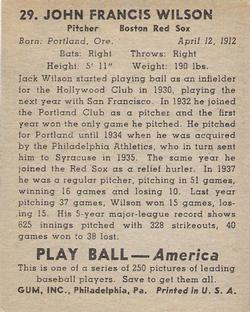 29. JOHN FRANCIS WILSON
Pitcher Boston Red Sox
Born: Portland, Ore. April 12, 1912
Bats: Right Throws: Right
Height: 5' 11" Weight: 190 lbs.
Jack Wilson started playing ball as an infielder
for the Hollywood Club in 1930, playing
the next year with San Francisco. In 1932 he joined
the Portland Club as a pitcher and the first
year won the only game he pitched. He pitched
for Portland until 1934 when he was acquired
by the Philadelphia Athletics, who in turn sent
him to Syracuse in 1935. The same year he
joined the Red Sox as a relief hurler. In 1937
he was a regular pitcher, pitching in 51 games,
winning 16 games and losing 10. Last year
pitching 37 games, Wilson won 15 games, losing
15. His 5-year major-league record shows
625 innings pitched with 328 strikeouts, 40
games won to 38 lost.
PLAY BALL—America
This is one of a series of 250 pictures of leading
baseball players. Save to get them all.
GUM, INC., Philadelphia, Pa. Printed in U. S. A.